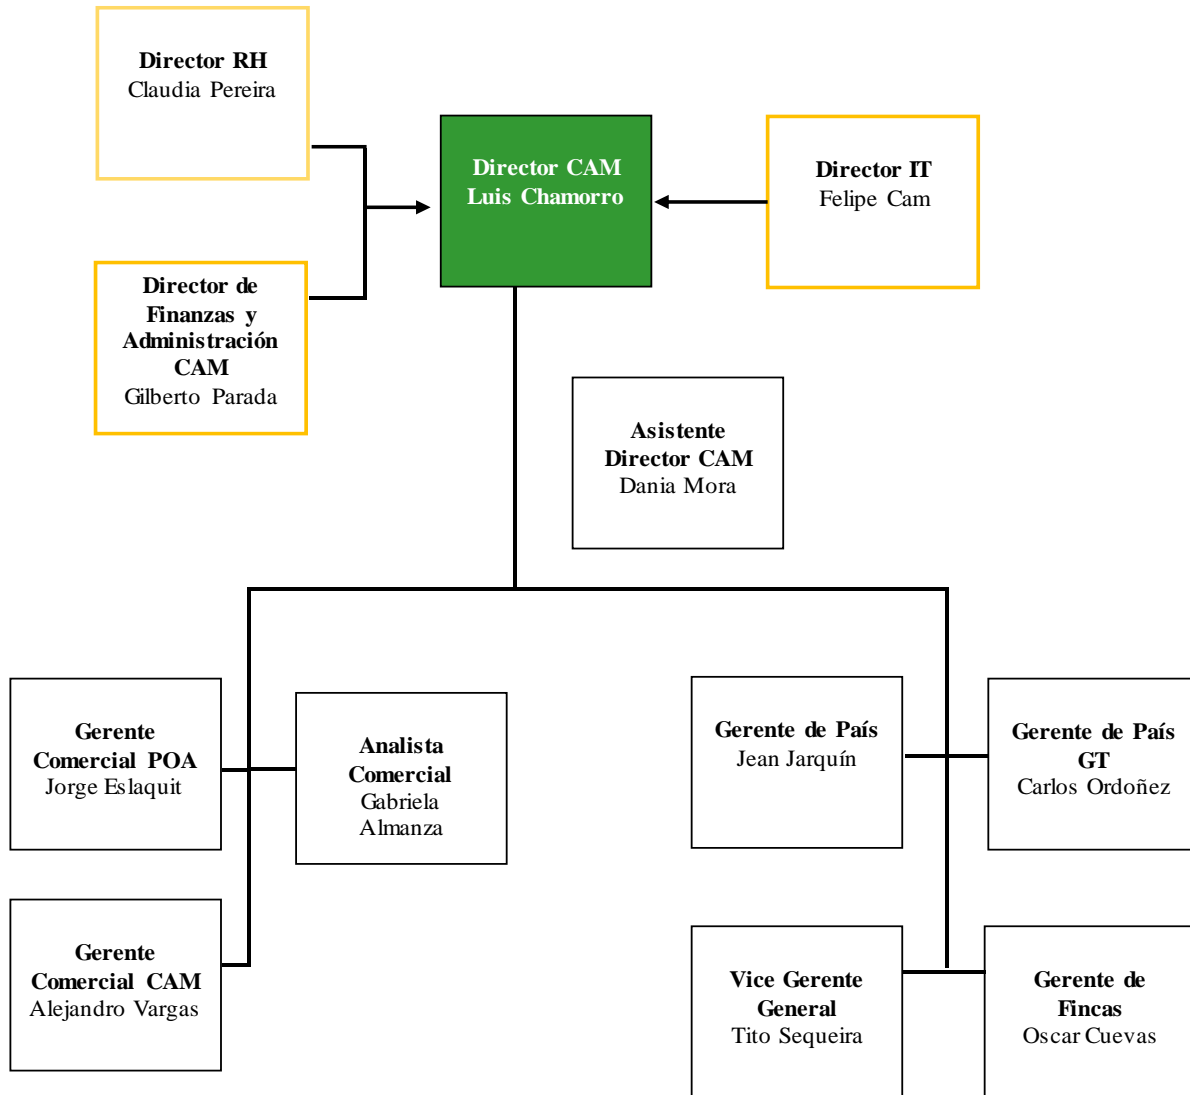 Director RH
Claudia Pereira
Director CAM
Luis Chamorro
Director IT
Felipe Cam
Director de
Finanzas y
Administración
CAM
Gilberto Parada
Asistente
Director CAM
Dania Mora
Gerente
Comercial POA
Jorge Eslaquit
Analista
Comercial
Gabriela
Almanza
Gerente de País
Jean Jarquín
Gerente de País
GT
Carlos Ordoñez
Gerente
Comercial CAM
Alejandro Vargas
Vice Gerente
General
Tito Sequeira
Gerente de
Fincas
Oscar Cuevas